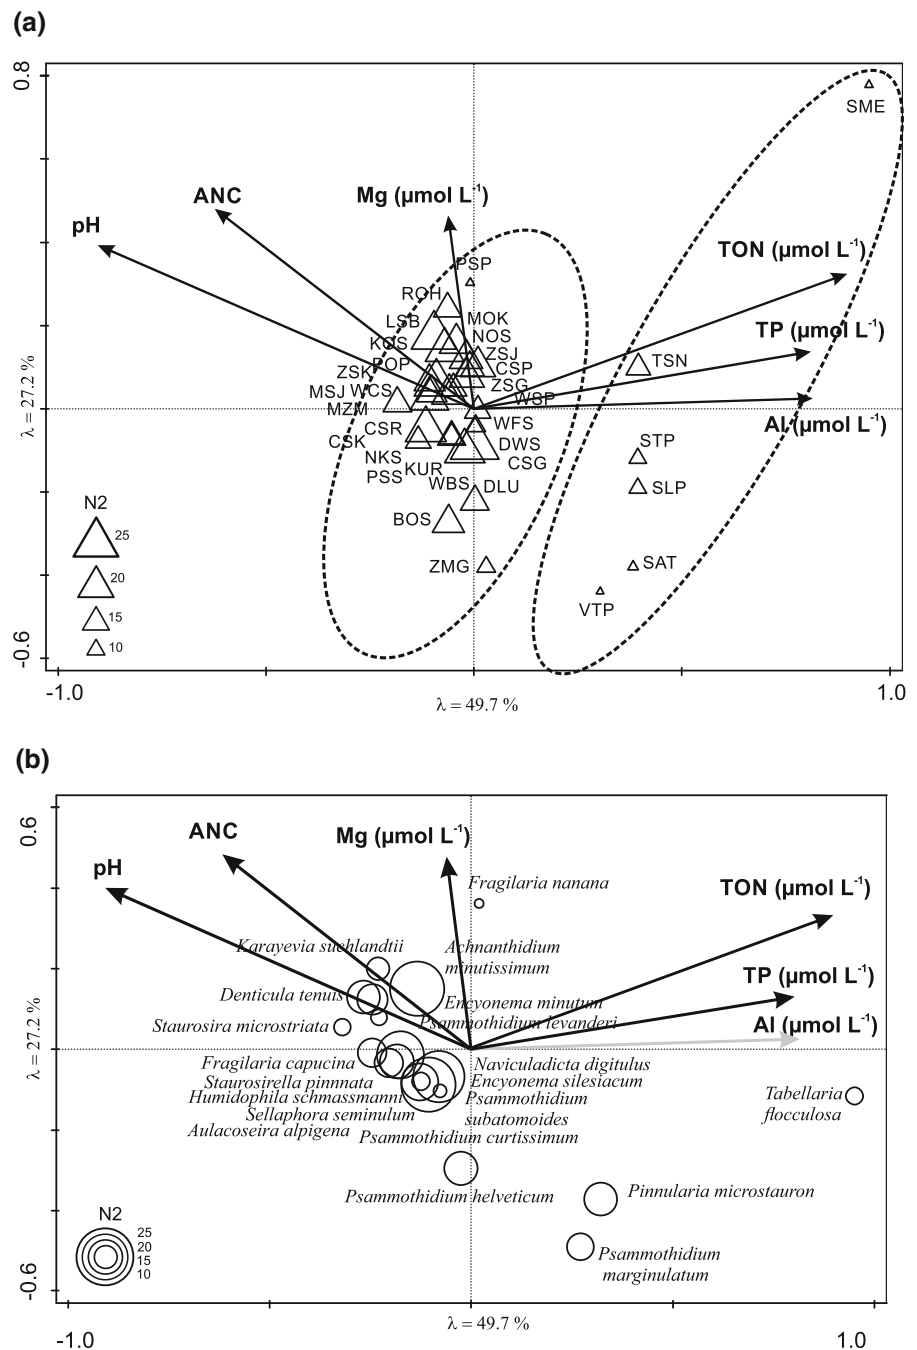 (a)
0.8
SME
ANC
Mg (µmol L-1)
pH
TON (µmol L-1)
PSP
ROH
LSB
MOK
NOS
KOS
ZSJ
TP (µmol L-1)
POP
CSP
TSN
ZSK
ZSG
MSJ
WCS
WSP
MZM
λ = 27.2 %
Al (µmol L-1)
CSR
WFS
CSK
DWS
STP
NKS
KUR
CSG
PSS
WBS
DLU
SLP
N2
BOS
25
ZMG
SAT
20
VTP
15
10
-0.6
-1.0
λ = 49.7 %
1.0
(b)
0.6
ANC
Mg (µmol L-1)
pH
Fragilaria nanana
TON (µmol L-1)
Karayevia suchlandtii
Achnanthidium
minutissimum
TP (µmol L-1)
Denticula tenuis
Encyonema minutum
Staurosira microstriata
Psammothidium levanderi
Al (µmol L-1)
λ = 27.2 %
Fragilaria capucina
Naviculadicta digitulus
Staurosirella pinnnata
Encyonema silesiacum
Humidophila schmassmanni
Psammothidium
subatomoides
Tabellaria
flocculosa
Sellaphora seminulum
Aulacoseira alpigena
Psammothidium curtissimum
Psammothidium helveticum
Pinnularia microstauron
N2
25
20
15
10
Psammothidium
marginulatum
-0.6
-1.0
λ = 49.7 %
1.0